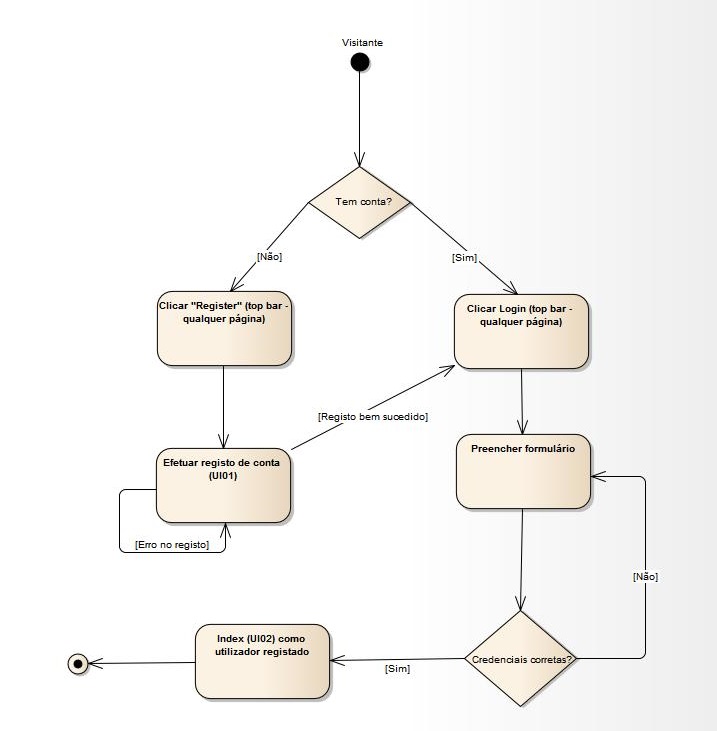 Visitante
Tem conta?
[Não]
[Sim]
Clicar "Register" (top bar -
qualquer página)
Clicar Login (top bar -
qualquer página)
[Registo bem sucedido]
Efetuar registo de conta
(UI01)
Preencher formulário
[Erro no registo]
[Não]
Index (UI02) como
utilizador registado
Credenciais corretas?
[Sim]